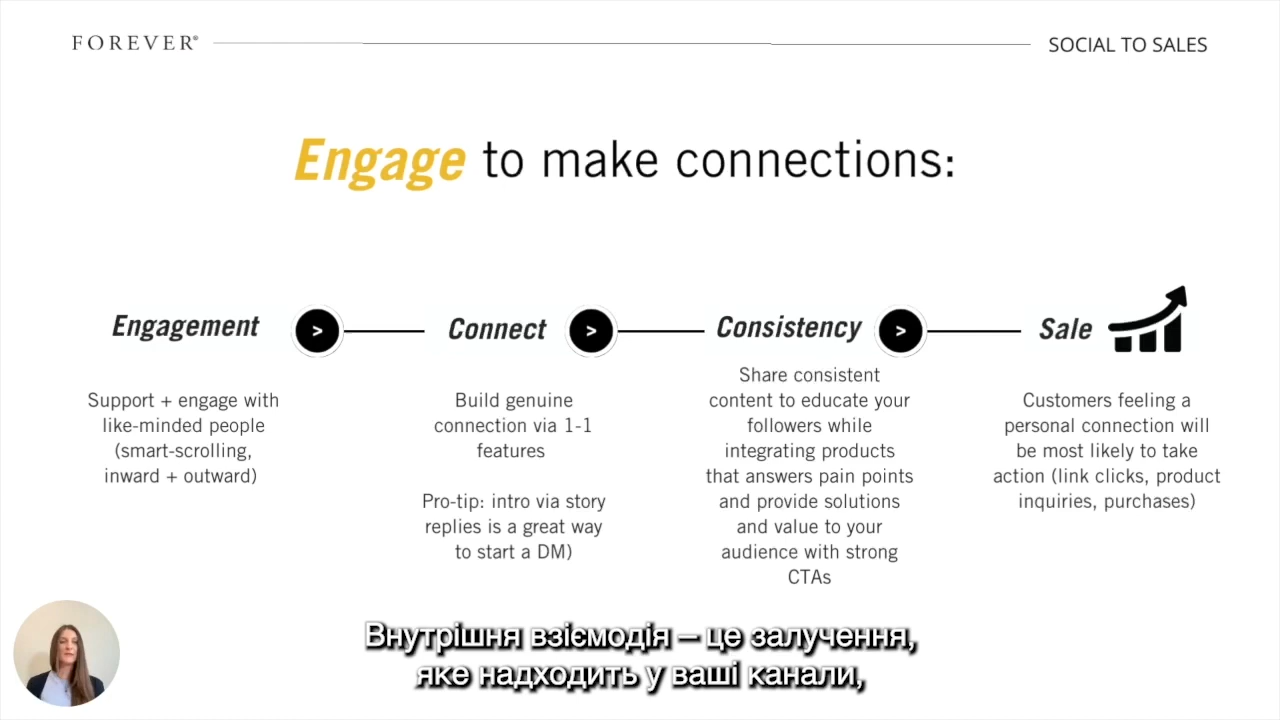 FOREVER®
SOCIAL TO SALES
Engage to make connections:
Engagement
>
Connect
>
Consistency
>
Sale
Support + engage with
like-minded people
(smart-scrolling,
inward + outward)
Build genuine
connection via 1-1
features
Pro-tip: intro via story
replies is a great way
to start a DM)
Share consistent
content to educate your
followers while
integrating products
that answers pain points
and provide solutions
and value to your
audience with strong
CTAs
Customers feeling a
personal connection will
be most likely to take
action (link clicks, product
inquiries, purchases)
Внутрішня взіємодія – це залучення,
яке надходить у ваші канали,